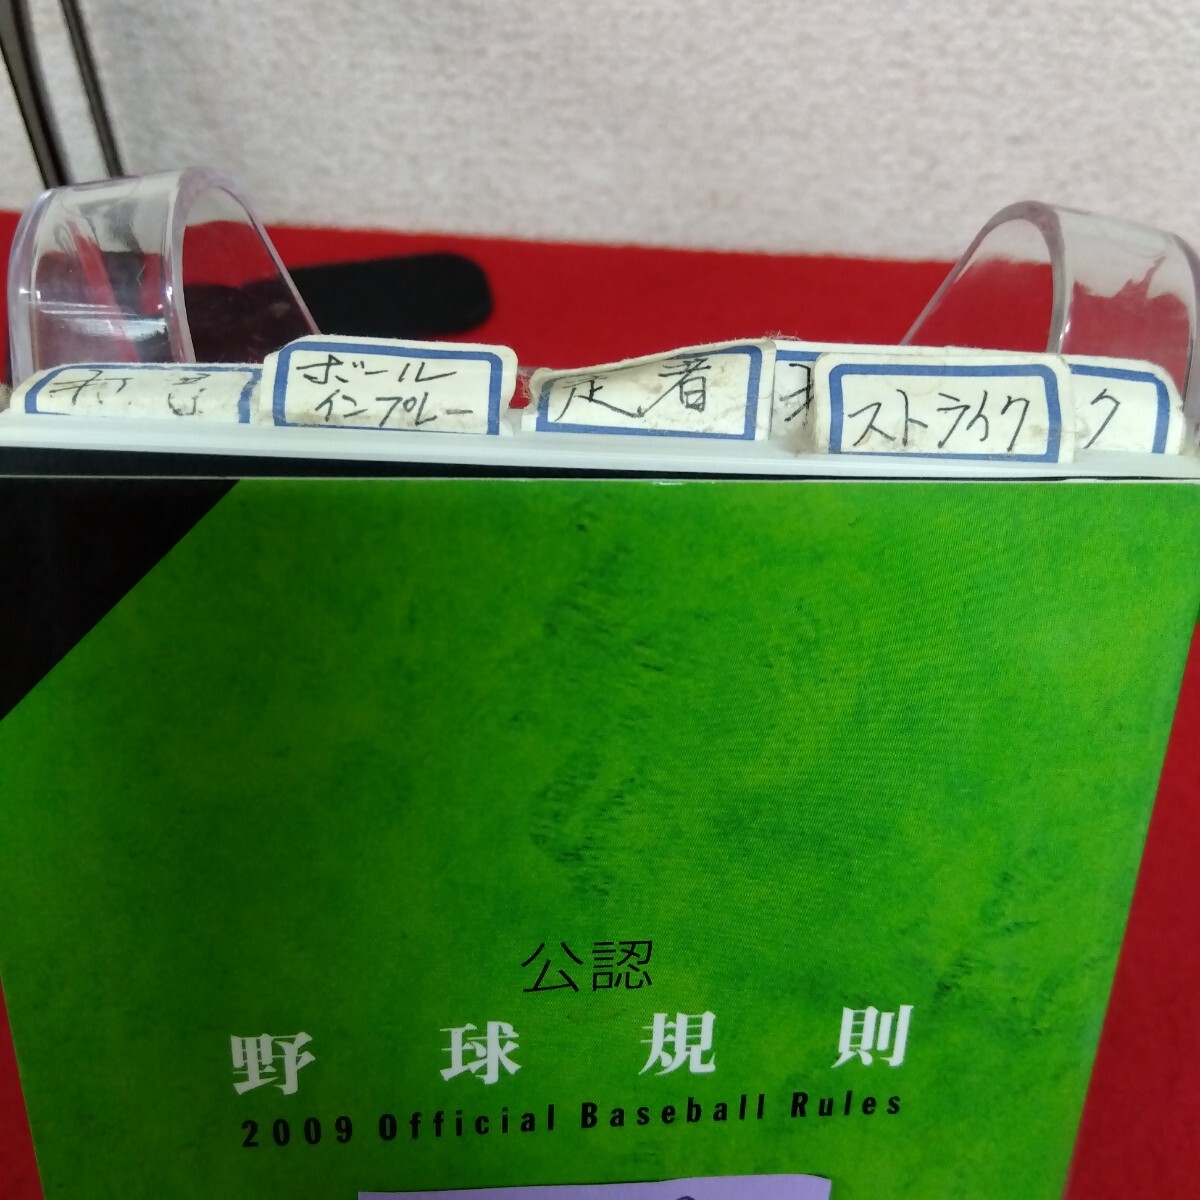 ボール
インプレー
走者
ストライク
ク
公認
野球規則
2009 Official Baseball Rules